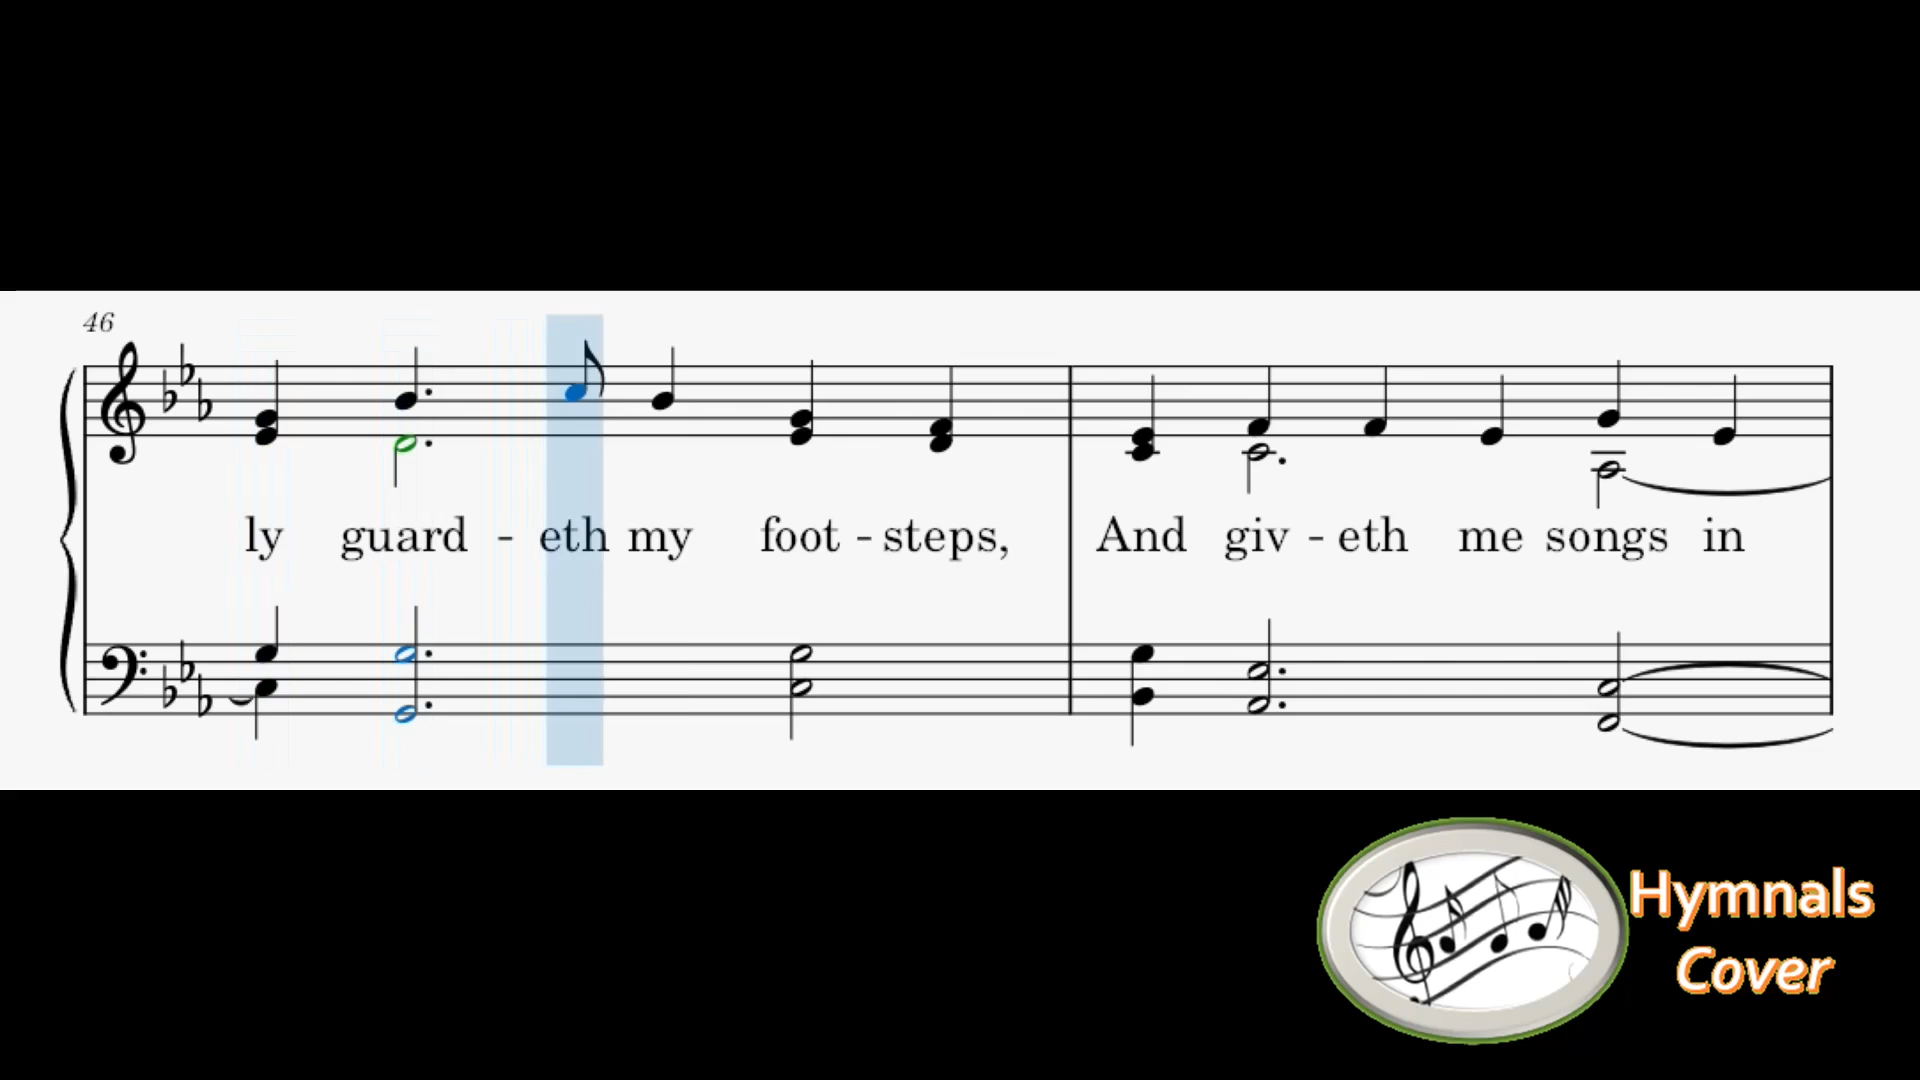 46
ly guard - eth my foot - steps, And giv - eth me songs in
Hymnals
Cover